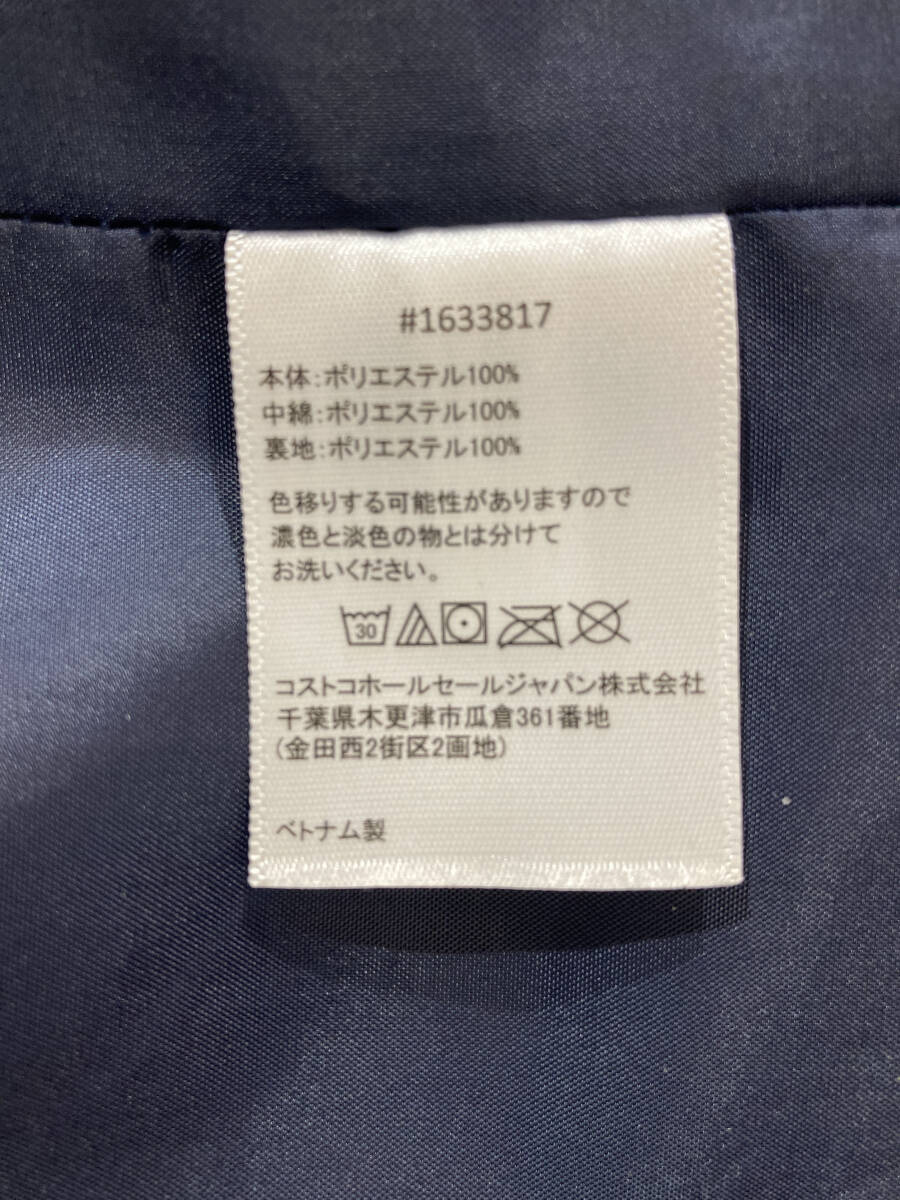 #1633817
本体:ポリエステル100%
中綿:ポリエステル100%
裏地:ポリエステル100%
色移りする可能性がありますので
濃色と淡色の物とは分けて
お洗いください。
30
コストコホールセールジャパン株式会社
千葉県木更津市瓜倉361番地
(金田西2街区2画地)
ベトナム製